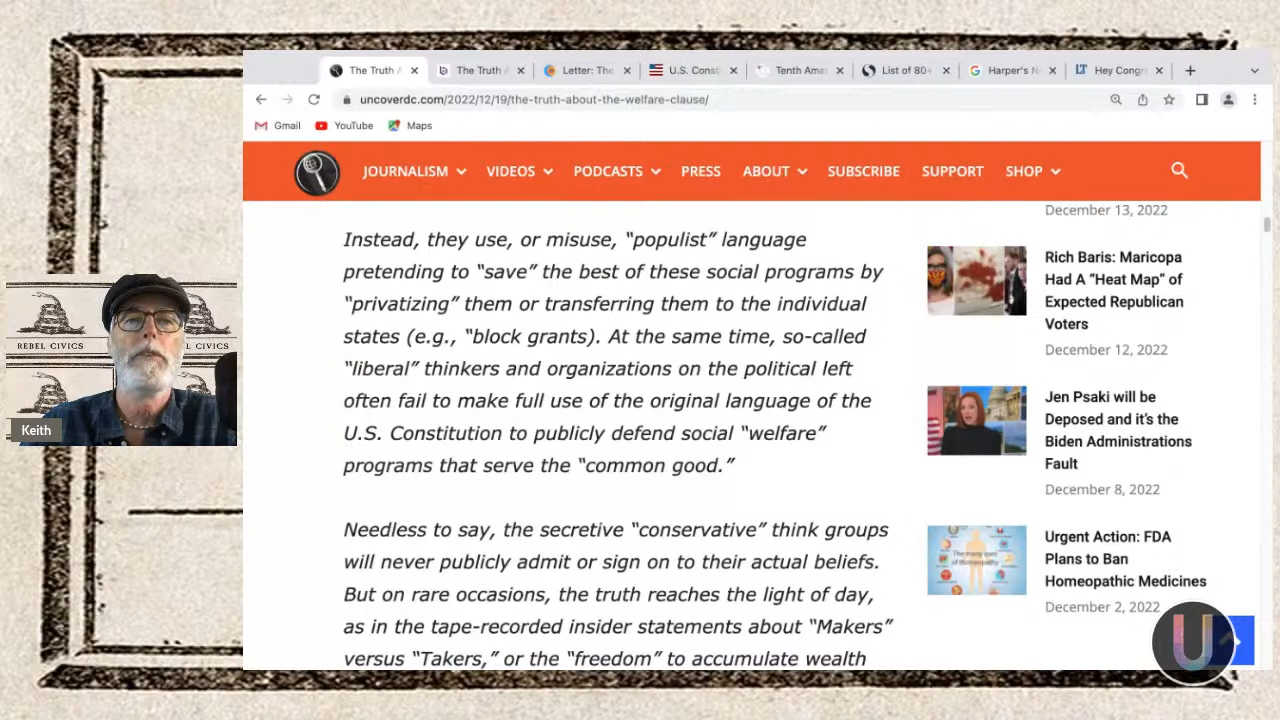 The Truth A
The Truth A
Letter: The
U.S. Const
Tenth Ame
List of 80+
Harper's N
Hey Congr
uncoverdc.com/2022/12/19/the-truth-about-the-welfare-clause/
Gmail
YouTube
Maps
JOURNALISM
VIDEOS
PODCASTS
PRESS
ABOUT
SUBSCRIBE
SUPPORT
SHOP
Instead, they use, or misuse, “populist” language
pretending to “save” the best of these social programs by
“privatizing” them or transferring them to the individual
states (e.g., “block grants). At the same time, so-called
“liberal” thinkers and organizations on the political left
often fail to make full use of the original language of the
U.S. Constitution to publicly defend social “welfare”
programs that serve the “common good.”
Needless to say, the secretive “conservative” think groups
will never publicly admit or sign on to their actual beliefs.
But on rare occasions, the truth reaches the light of day,
as in the tape-recorded insider statements about “Makers”
versus “Takers,” or the “freedom” to accumulate wealth
December 13, 2022
Rich Baris: Maricopa
Had A “Heat Map” of
Expected Republican
Voters
December 12, 2022
Jen Psaki will be
Deposed and it’s the
Biden Administrations
Fault
December 8, 2022
The many uses
of Homeopathy
Urgent Action: FDA
Plans to Ban
Homeopathic Medicines
December 2, 2022
REBEL CIVICS
L CIVICS
Keith
U